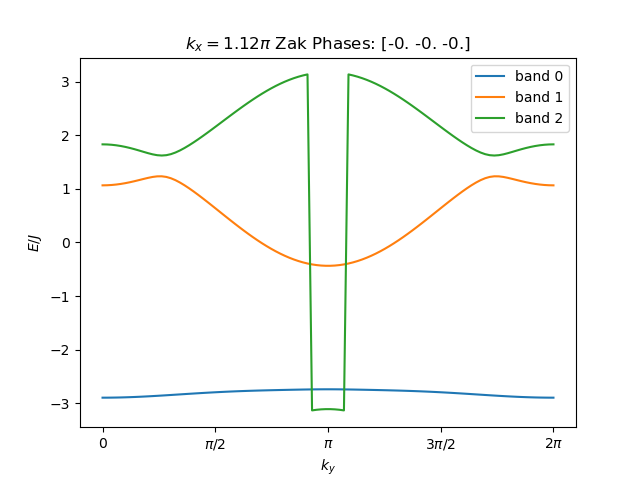 $k_x = 1.12\pi$ Zak Phases: [-0. -0. -0.]
band 0
band 1
band 2
E/J
3
2
1
0
−1
−2
−3
0
π/2
π
3π/2
2π
$k_y$